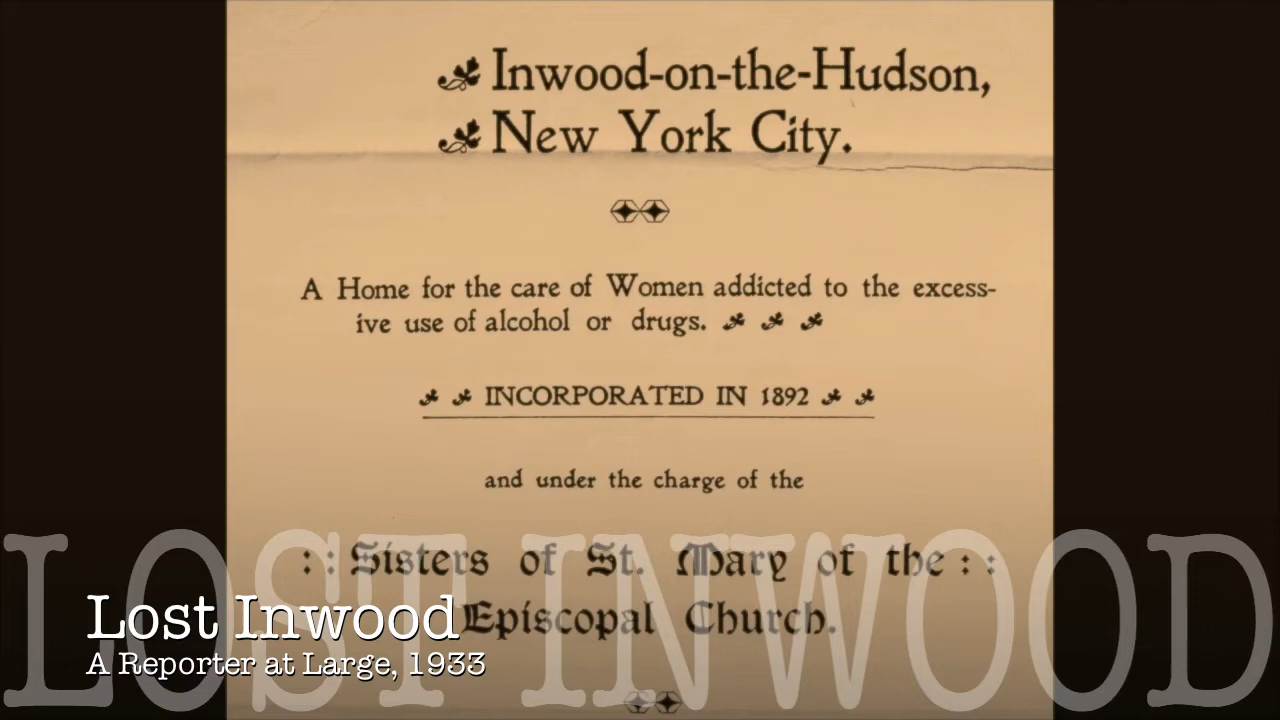 Inwood-on-the-Hudson,
New York City.
A Home for the care of Women addicted to the excess-
ive use of alcohol or drugs.
INCORPORATED IN 1892
and under the charge of the
:: Sisters of St. Mary of the ::
Episcopal Church.
LOST INWOOD
Lost Inwood
A Reporter at Large, 1933